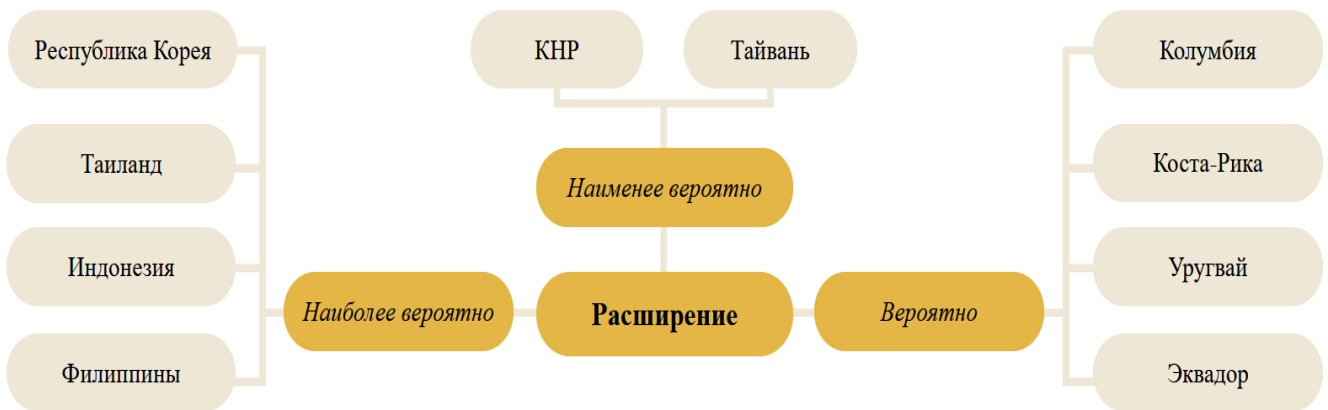 Республика Корея
КНР
Тайвань
Колумбия
Таиланд
Наименее вероятно
Коста-Рика
Индонезия
Уругвай
Наиболее вероятно
Расширение
Вероятно
Филиппины
Эквадор